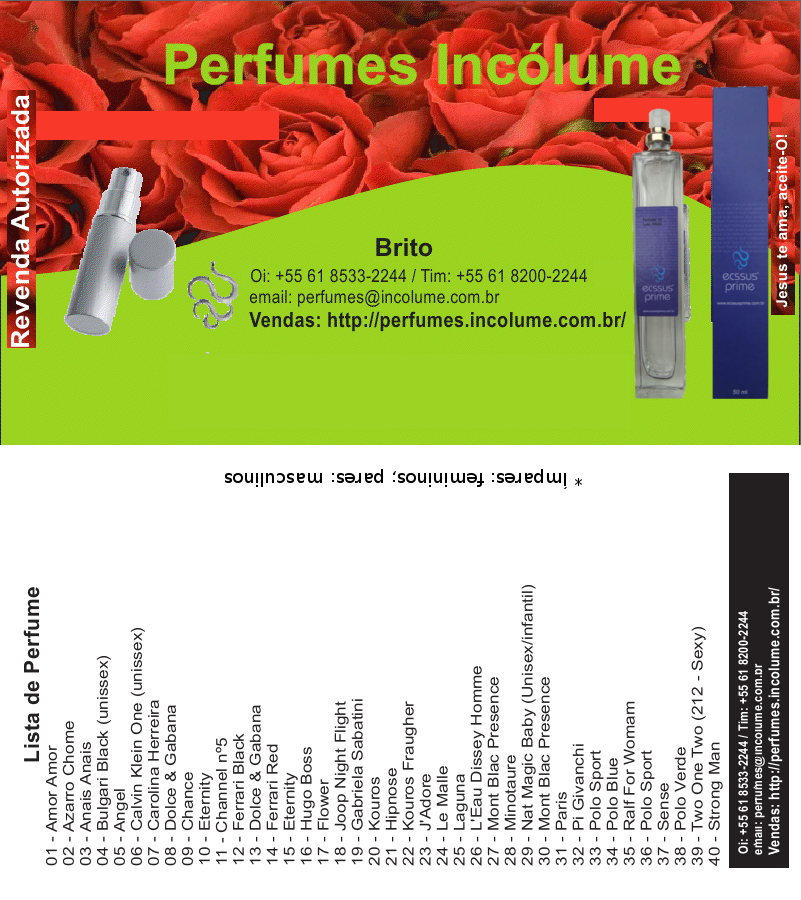 Perfumes Incólume
Revenda Autorizada
Jesus te ama, aceite-O!
Brito
Oi: +55 61 8533-2244 / Tim: +55 61 8200-2244
email: perfumes@incolume.com.br
Vendas: http://perfumes.incolume.com.br/
ecssus
prime
www.ecssusprime.com.br
ecssus
prime
www.ecssusprime.com.br
50 ml
* ímpares: femininos; pares: masculinos
Lista de Perfume
01 - Amor Amor
02 - Azarro Chome
03 - Anais Anais
04 - Bulgari Black (unissex)
05 - Angel
06 - Calvin Klein One (unissex)
07 - Carolina Herreira
08 - Dolce & Gabana
09 - Chance
10 - Eternity
11 - Channel nº5
12 - Ferrari Black
13 - Dolce & Gabana
14 - Ferrari Red
15 - Eternity
16 - Hugo Boss
17 - Flower
18 - Joop Night Flight
19 - Gabriela Sabatini
20 - Kouros
21 - Hipnose
22 - Kouros Fraugher
23 - J'Adore
24 - Le Malle
25 - Laguna
26 - L'Eau Dissey Homme
27 - Mont Blac Presence
28 - Minotaure
29 - Nat Magic Baby (Unisex/infantil)
30 - Mont Blac Presence
31 - Paris
32 - Pi Givanchi
33 - Polo Sport
34 - Polo Blue
35 - Ralf For Womam
36 - Polo Sport
37 - Sense
38 - Polo Verde
39 - Two One Two (212 - Sexy)
40 - Strong Man
Oi: +55 61 8533-2244 / Tim: +55 61 8200-2244
email: perfumes@incolume.com.br
Vendas: http://perfumes.incolume.com.br/